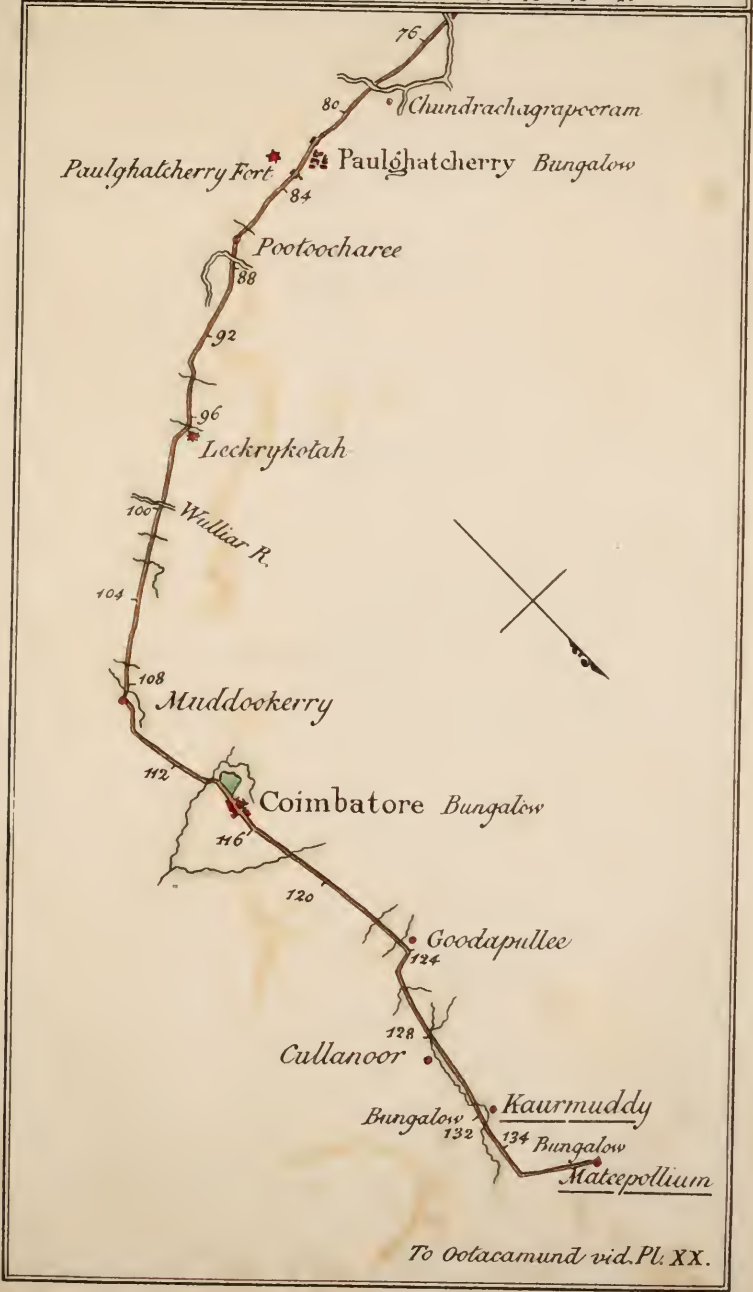 76
80
Chundrachagrapooram
Paulghatcherry Fort
Paulghatcherry Bungalow
84
Pootoocharee
88
92
96
Leckrykotah
100
Wulliar R.
104
108
Muddookerry
112
Coimbatore Bungalow
116
120
Goodapullee
124
128
Cullanoor
Bungalow
Kaurmuddy
132
134 Bungalow
Mateepollium
To Ootacamund vid. Pl. XX.